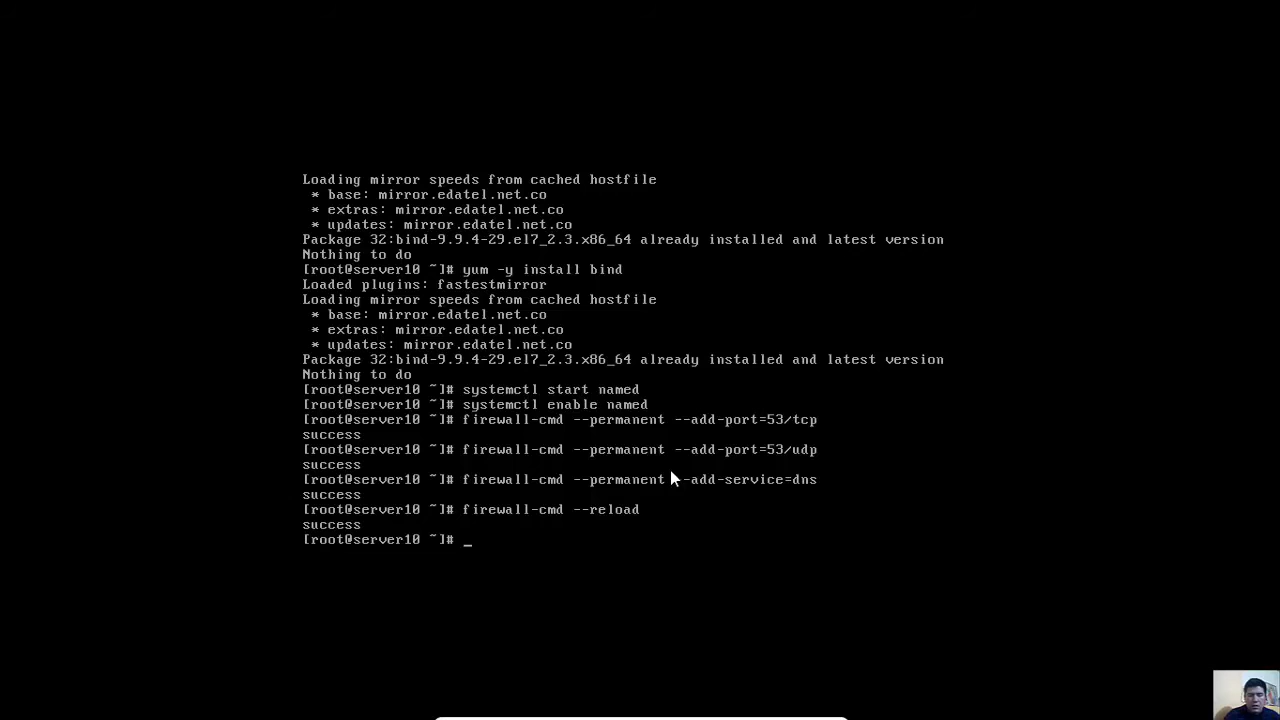 Loading mirror speeds from cached hostfile
* base: mirror.edatel.net.co
* extras: mirror.edatel.net.co
* updates: mirror.edatel.net.co
Package 32:bind-9.9.4-29.el7_2.3.x86_64 already installed and latest version
Nothing to do
[root@server10 ~]# yum -y install bind
Loaded plugins: fastestmirror
Loading mirror speeds from cached hostfile
* base: mirror.edatel.net.co
* extras: mirror.edatel.net.co
* updates: mirror.edatel.net.co
Package 32:bind-9.9.4-29.el7_2.3.x86_64 already installed and latest version
Nothing to do
[root@server10 ~]# systemctl start named
[root@server10 ~]# systemctl enable named
[root@server10 ~]# firewall-cmd --permanent --add-port=53/tcp
success
[root@server10 ~]# firewall-cmd --permanent --add-port=53/udp
success
[root@server10 ~]# firewall-cmd --permanent --add-service=dns
success
[root@server10 ~]# firewall-cmd --reload
success
[root@server10 ~]# _